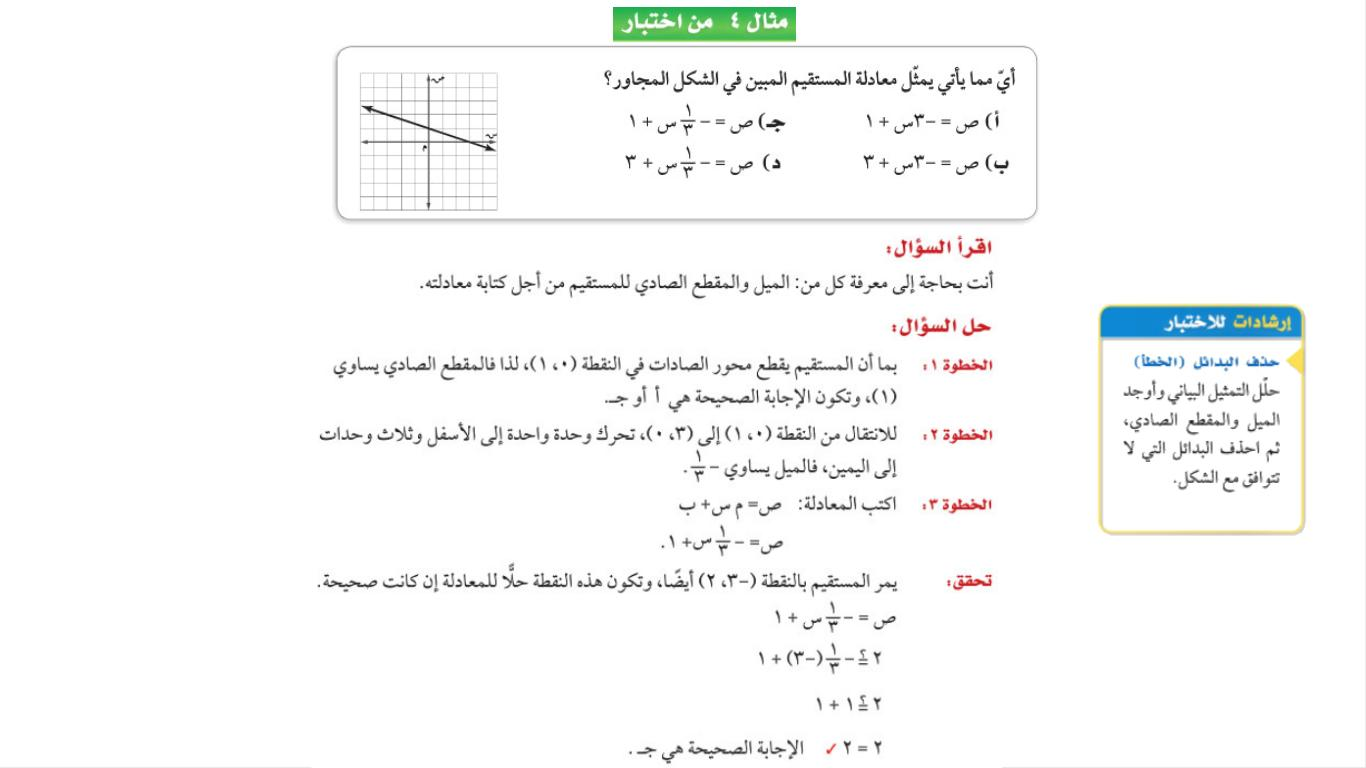 مثال ٤ من اختبار
أيّ مما يأتي يمثّل معادلة المستقيم المبين في الشكل المجاور؟
أ) ص = −٣س + ١
جـ) ص = −١/٣ س + ١
ب) ص = −٣س + ٣
د) ص = −١/٣ س + ٣
ص
س
م
اقرأ السؤال:
أنت بحاجة إلى معرفة كل من: الميل والمقطع الصادي للمستقيم من أجل كتابة معادلته.
حل السؤال:
الخطوة ١: بما أن المستقيم يقطع محور الصادات في النقطة (٠، ١)، لذا فالمقطع الصادي يساوي
(١)، وتكون الإجابة الصحيحة هي أ أو جـ.
الخطوة ٢: للانتقال من النقطة (٠، ١) إلى (٣، ٠)، تحرك وحدة واحدة إلى الأسفل وثلاث وحدات
إلى اليمين، فالميل يساوي −١/٣.
الخطوة ٣: اكتب المعادلة: ص= م س+ ب
ص= −١/٣ س+ ١.
تحقق: يمر المستقيم بالنقطة (−٣، ٢) أيضًا، وتكون هذه النقطة حلًّا للمعادلة إن كانت صحيحة.
ص = −١/٣ س + ١
٢ ≟ −١/٣ (−٣) + ١
٢ ≟ ١ + ١
٢ = ٢ ✓ الإجابة الصحيحة هي جـ .
إرشادات للاختبار
حذف البدائل (الخطأ)
حلّل التمثيل البياني وأوجد
الميل والمقطع الصادي،
ثم احذف البدائل التي لا
تتوافق مع الشكل.